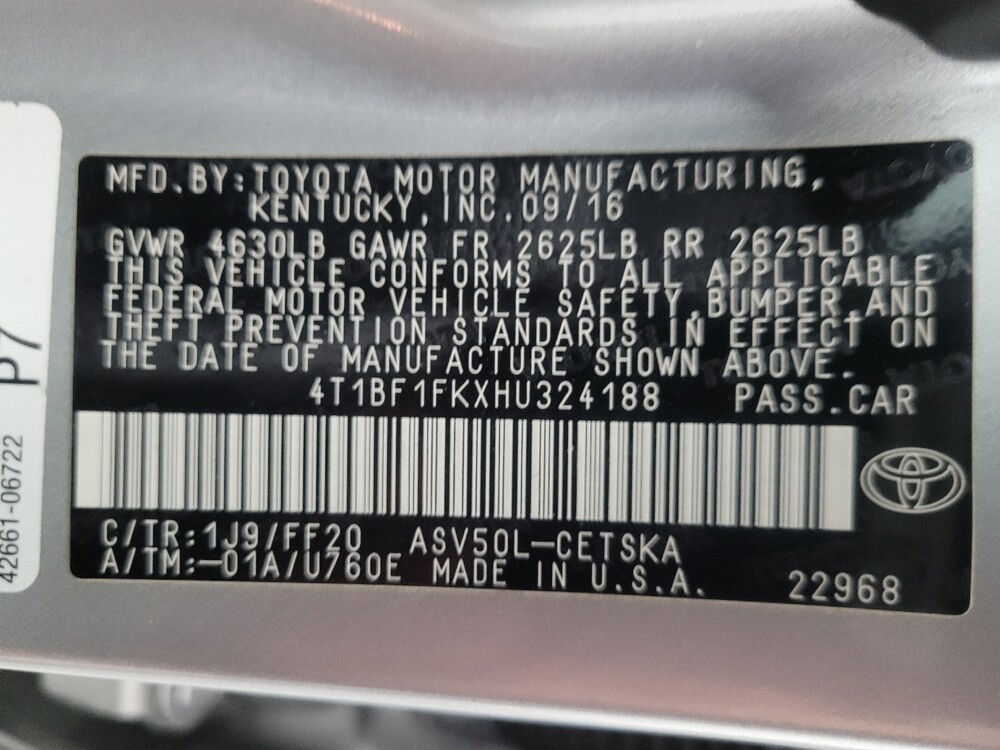 MFD.BY:TOYOTA MOTOR MANUFACTURING,
KENTUCKY,INC.09/16
GVWR 4630LB GAWR FR 2625LB RR 2625LB
THIS VEHICLE CONFORMS TO ALL APPLICABLE
FEDERAL MOTOR VEHICLE SAFETY,BUMPER,AND
THEFT PREVENTION STANDARDS IN EFFECT ON
THE DATE OF MANUFACTURE SHOWN ABOVE.
4T1BF1FKXHU324188 PASS.CAR
C/TR:1J9/FF20 ASV50L-CETSKA
A/TM:-01A/U760E MADE IN U.S.A. 22968
P7
42661-06722